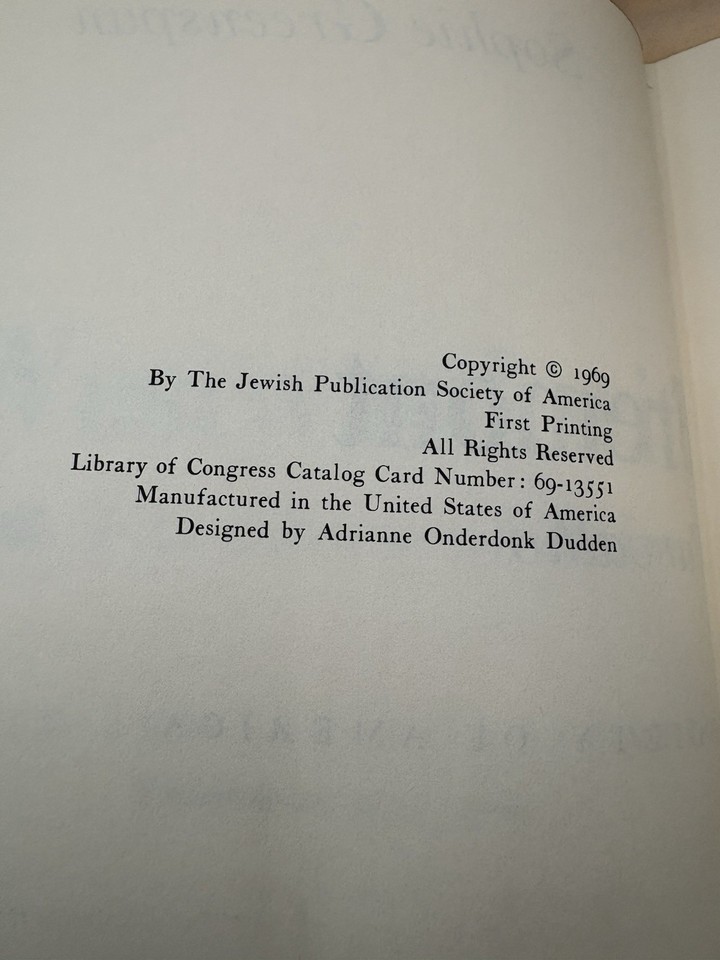 Copyright © 1969
By The Jewish Publication Society of America
First Printing
All Rights Reserved
Library of Congress Catalog Card Number: 69-13551
Manufactured in the United States of America
Designed by Adrianne Onderdonk Dudden